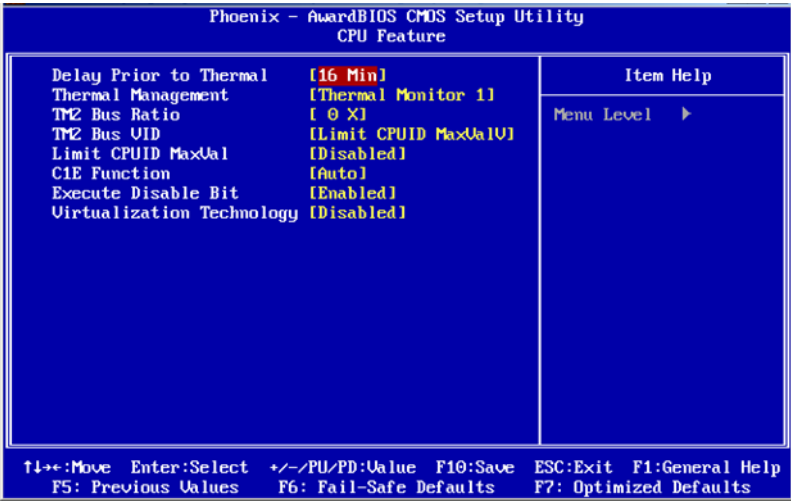 Phoenix - AwardBIOS CMOS Setup Utility
CPU Feature
Delay Prior to Thermal [16 Min]
Thermal Management [Thermal Monitor 1]
TM2 Bus Ratio [ 0 X]
TM2 Bus VID [Limit CPUID MaxValV]
Limit CPUID MaxVal [Disabled]
C1E Function [Auto]
Execute Disable Bit [Enabled]
Virtualization Technology [Disabled]
Item Help
Menu Level ▶
↑↓→←:Move Enter:Select +/-/PU/PD:Value F10:Save ESC:Exit F1:General Help
F5: Previous Values F6: Fail-Safe Defaults F7: Optimized Defaults